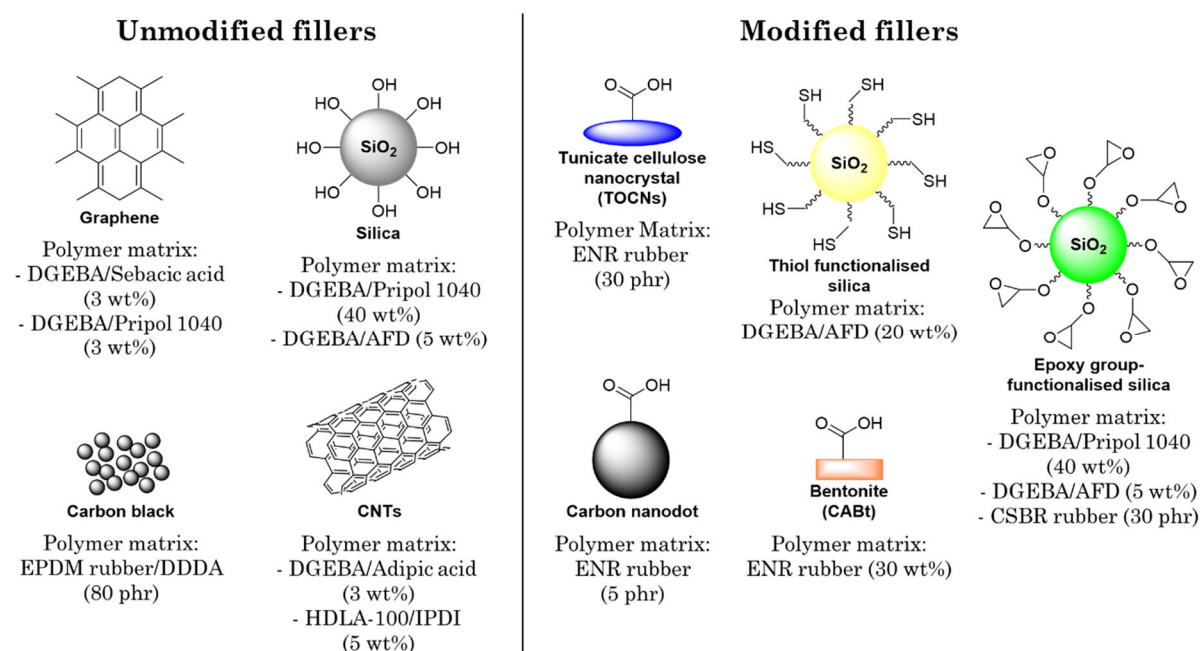 Unmodified fillers
Graphene
Polymer matrix:
- DGEBA/Sebacic acid
(3 wt%)
- DGEBA/Pripol 1040
(3 wt%)
OH
HO
OH
HO
SiO2
OH
HO
OH
OH
Silica
Polymer matrix:
- DGEBA/Pripol 1040
(40 wt%)
- DGEBA/AFD (5 wt%)
Carbon black
Polymer matrix:
EPDM rubber/DDDA
(80 phr)
CNTs
Polymer matrix:
- DGEBA/Adipic acid
(3 wt%)
- HDLA-100/IPDI
(5 wt%)
Modified fillers
O
OH
Tunicate cellulose
nanocrystal
(TOCNs)
Polymer Matrix:
ENR rubber
(30 phr)
SH
SH
SH
HS
SiO2
SH
HS
SH
SH
Thiol functionalised
silica
Polymer matrix:
DGEBA/AFD (20 wt%)
O
OH
Carbon nanodot
Polymer matrix:
ENR rubber
(5 phr)
O
OH
Bentonite
(CABt)
Polymer matrix:
ENR rubber (30 wt%)
O
O
O
O
O
O
O
O
O
O
SiO2
O
O
O
O
O
O
O
O
Epoxy group-
functionalised silica
Polymer matrix:
- DGEBA/Pripol 1040
(40 wt%)
- DGEBA/AFD (5 wt%)
- CSBR rubber (30 phr)